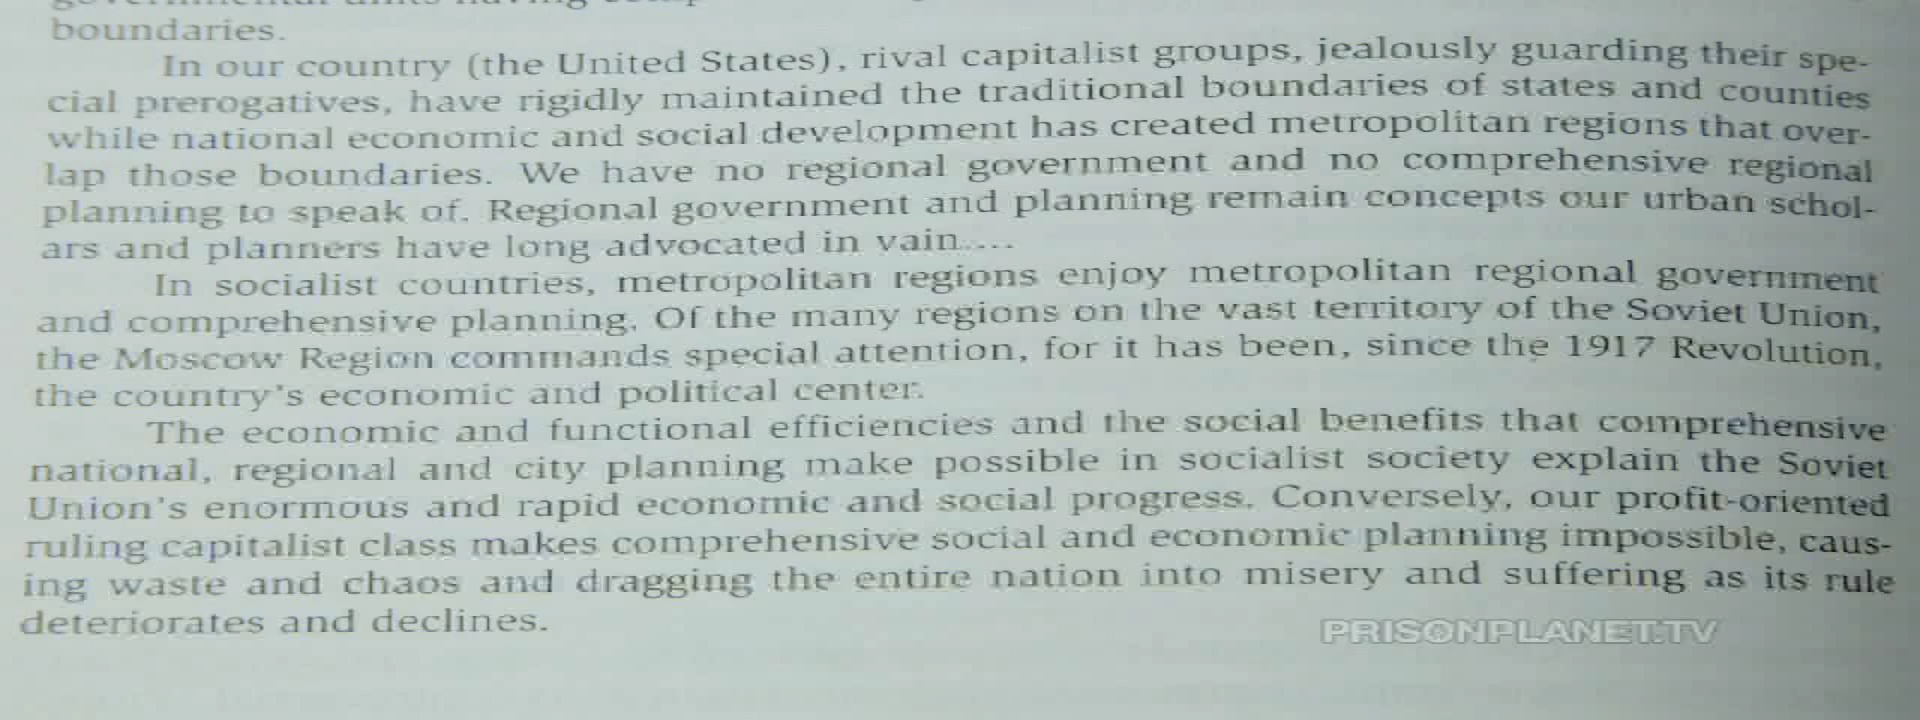 boundaries.
In our country (the United States), rival capitalist groups, jealously guarding their spe-
cial prerogatives, have rigidly maintained the traditional boundaries of states and counties
while national economic and social development has created metropolitan regions that over-
lap those boundaries. We have no regional government and no comprehensive regional
planning to speak of. Regional government and planning remain concepts our urban schol-
ars and planners have long advocated in vain....
In socialist countries, metropolitan regions enjoy metropolitan regional government
and comprehensive planning. Of the many regions on the vast territory of the Soviet Union,
the Moscow Region commands special attention, for it has been, since the 1917 Revolution,
the country's economic and political center.
The economic and functional efficiencies and the social benefits that comprehensive
national, regional and city planning make possible in socialist society explain the Soviet
Union's enormous and rapid economic and social progress. Conversely, our profit-oriented
ruling capitalist class makes comprehensive social and economic planning impossible, caus-
ing waste and chaos and dragging the entire nation into misery and suffering as its rule
deteriorates and declines.
PRISONPLANET.TV